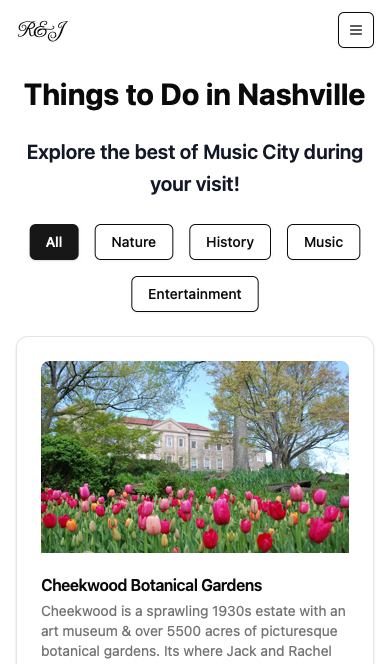 R&J
Things to Do in Nashville
Explore the best of Music City during
your visit!
All
Nature
History
Music
Entertainment
Cheekwood Botanical Gardens
Cheekwood is a sprawling 1930s estate with an
art museum & over 5500 acres of picturesque
botanical gardens. Its where Jack and Rachel